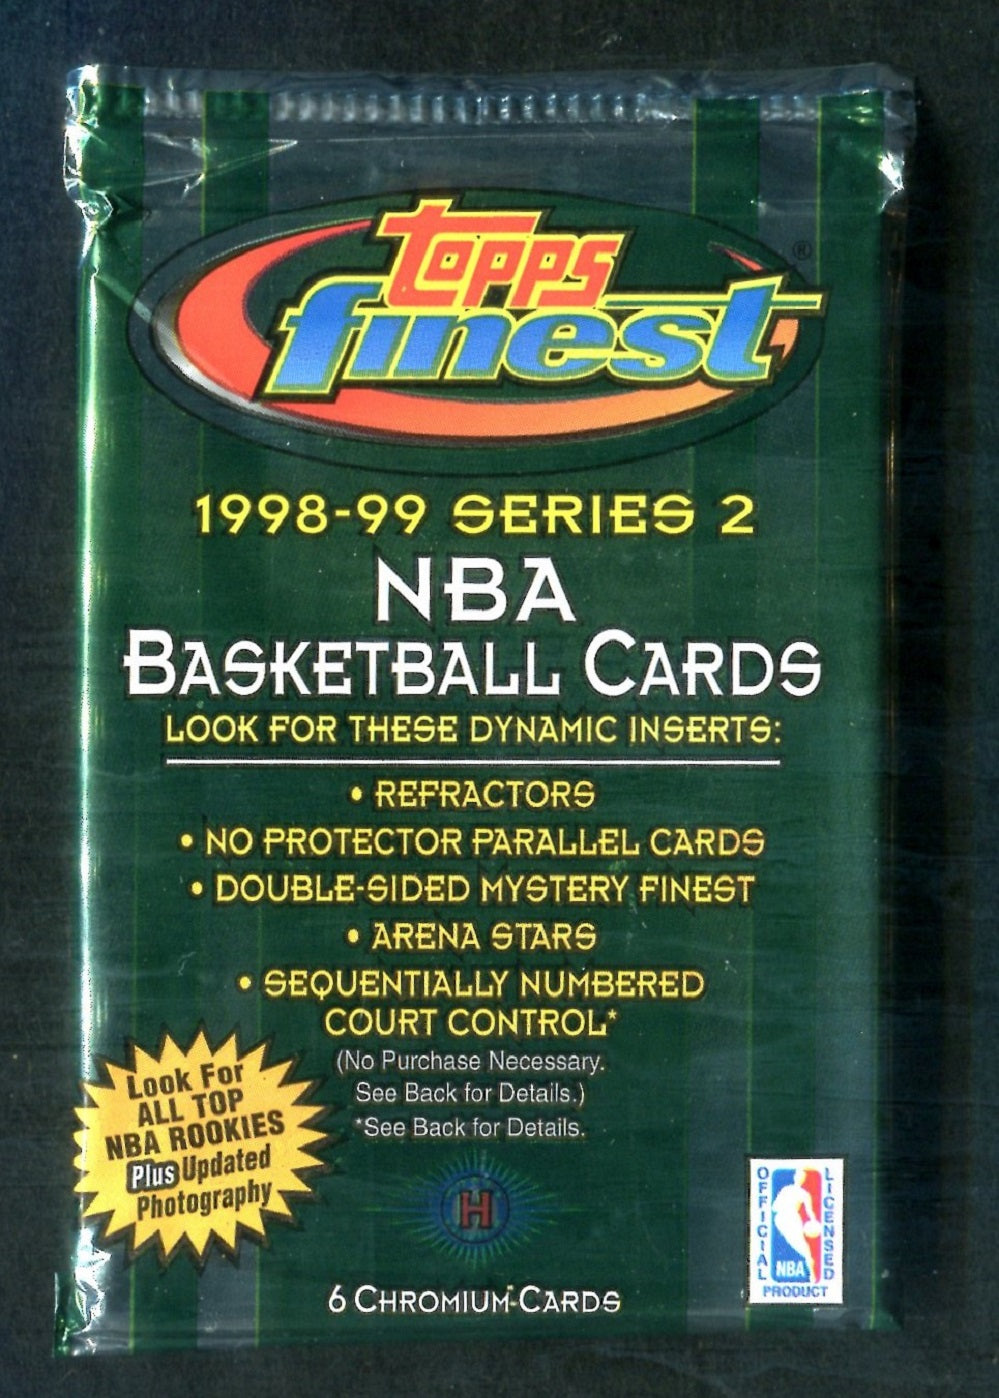 Topps
finest®
1998-99 SERIES 2
NBA
BASKETBALL CARDS
LOOK FOR THESE DYNAMIC INSERTS:
• REFRACTORS
• NO PROTECTOR PARALLEL CARDS
• DOUBLE-SIDED MYSTERY FINEST
• ARENA STARS
• SEQUENTIALLY NUMBERED
COURT CONTROL*
(No Purchase Necessary.
See Back for Details.)
*See Back for Details.
Look For
ALL TOP
NBA ROOKIES
Plus Updated
Photography
H
6 CHROMIUM CARDS
OFFICIAL
LICENSED
NBA
PRODUCT